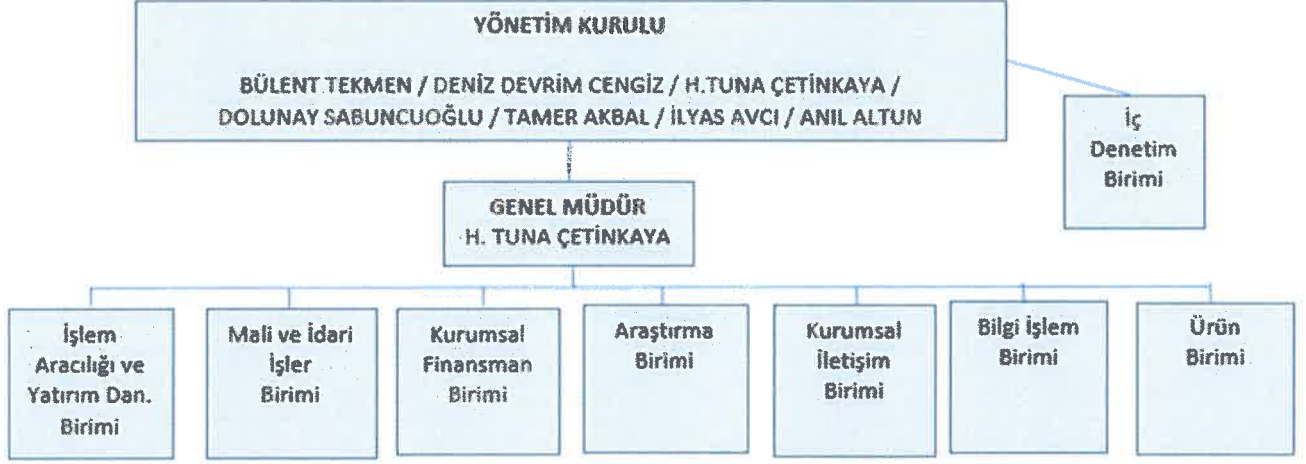 YÖNETİM KURULU
BÜLENT TEKMEN / DENİZ DEVRİM CENGİZ / H.TUNA ÇETİNKAYA /
DOLUNAY SABUNCUOĞLU / TAMER AKBAL / İLYAS AVCI / ANIL ALTUN
İç
Denetim
Birimi
GENEL MÜDÜR
H. TUNA ÇETİNKAYA
İşlem
Aracılığı ve
Yatırım Dan.
Birimi
Mali ve İdari
İşler
Birimi
Kurumsal
Finansman
Birimi
Araştırma
Birimi
Kurumsal
İletişim
Birimi
Bilgi İşlem
Birimi
Ürün
Birimi